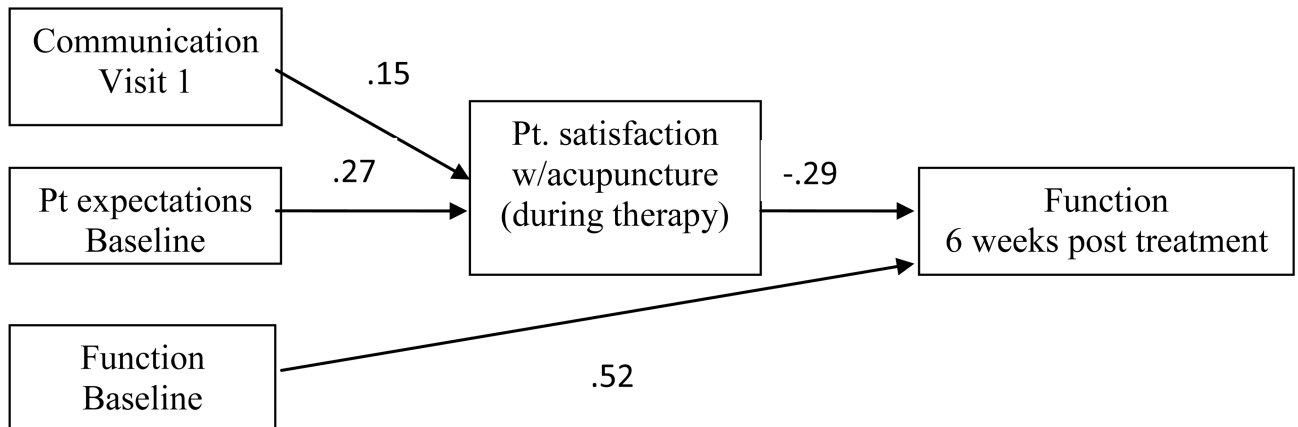 Communication
Visit 1
.15
Pt expectations
Baseline
.27
Pt. satisfaction
w/acupuncture
(during therapy)
-.29
Function
6 weeks post treatment
Function
Baseline
.52